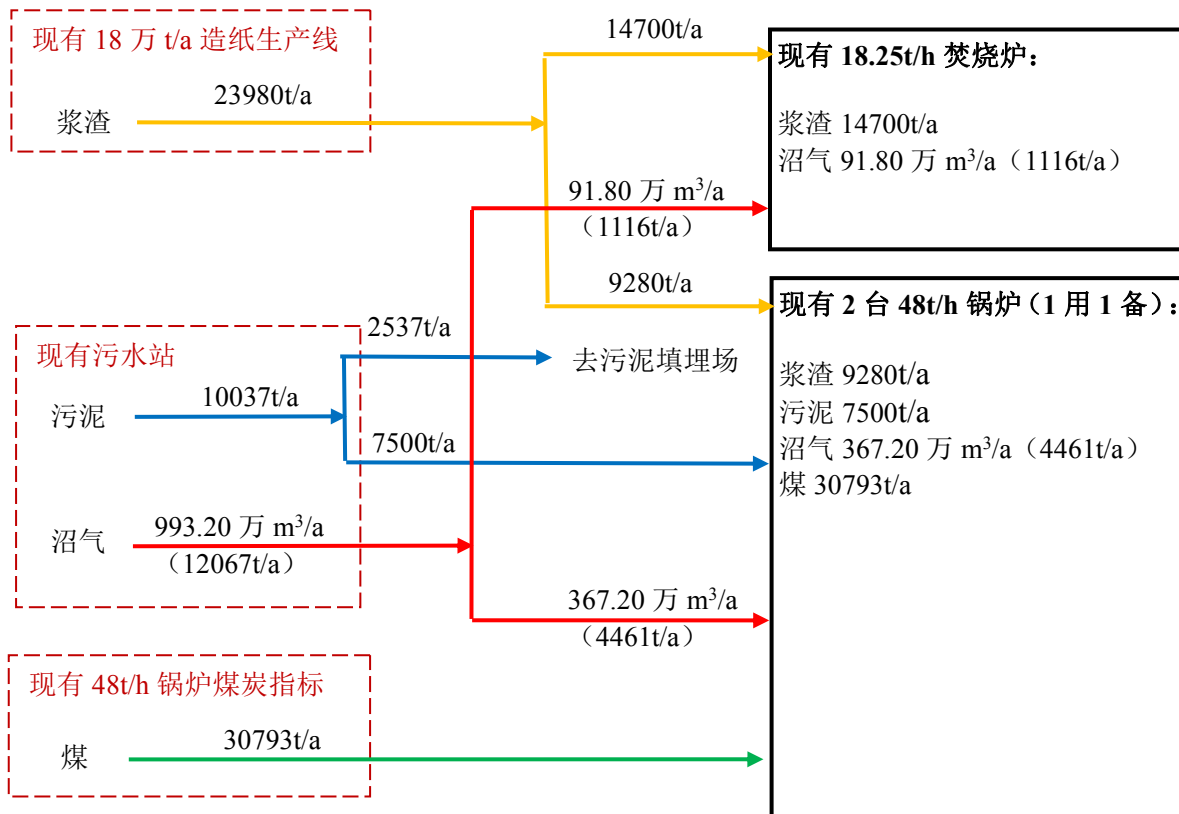 现有 18 万 t/a 造纸生产线
浆渣
23980t/a
14700t/a
91.80 万 m³/a
（1116t/a）
9280t/a
现有 18.25t/h 焚烧炉：
浆渣 14700t/a
沼气 91.80 万 m³/a（1116t/a）
现有污水站
污泥
10037t/a
2537t/a
去污泥填埋场
7500t/a
沼气
993.20 万 m³/a
（12067t/a）
367.20 万 m³/a
（4461t/a）
现有 2 台 48t/h 锅炉（1 用 1 备）：
浆渣 9280t/a
污泥 7500t/a
沼气 367.20 万 m³/a（4461t/a）
煤 30793t/a
现有 48t/h 锅炉煤炭指标
煤
30793t/a